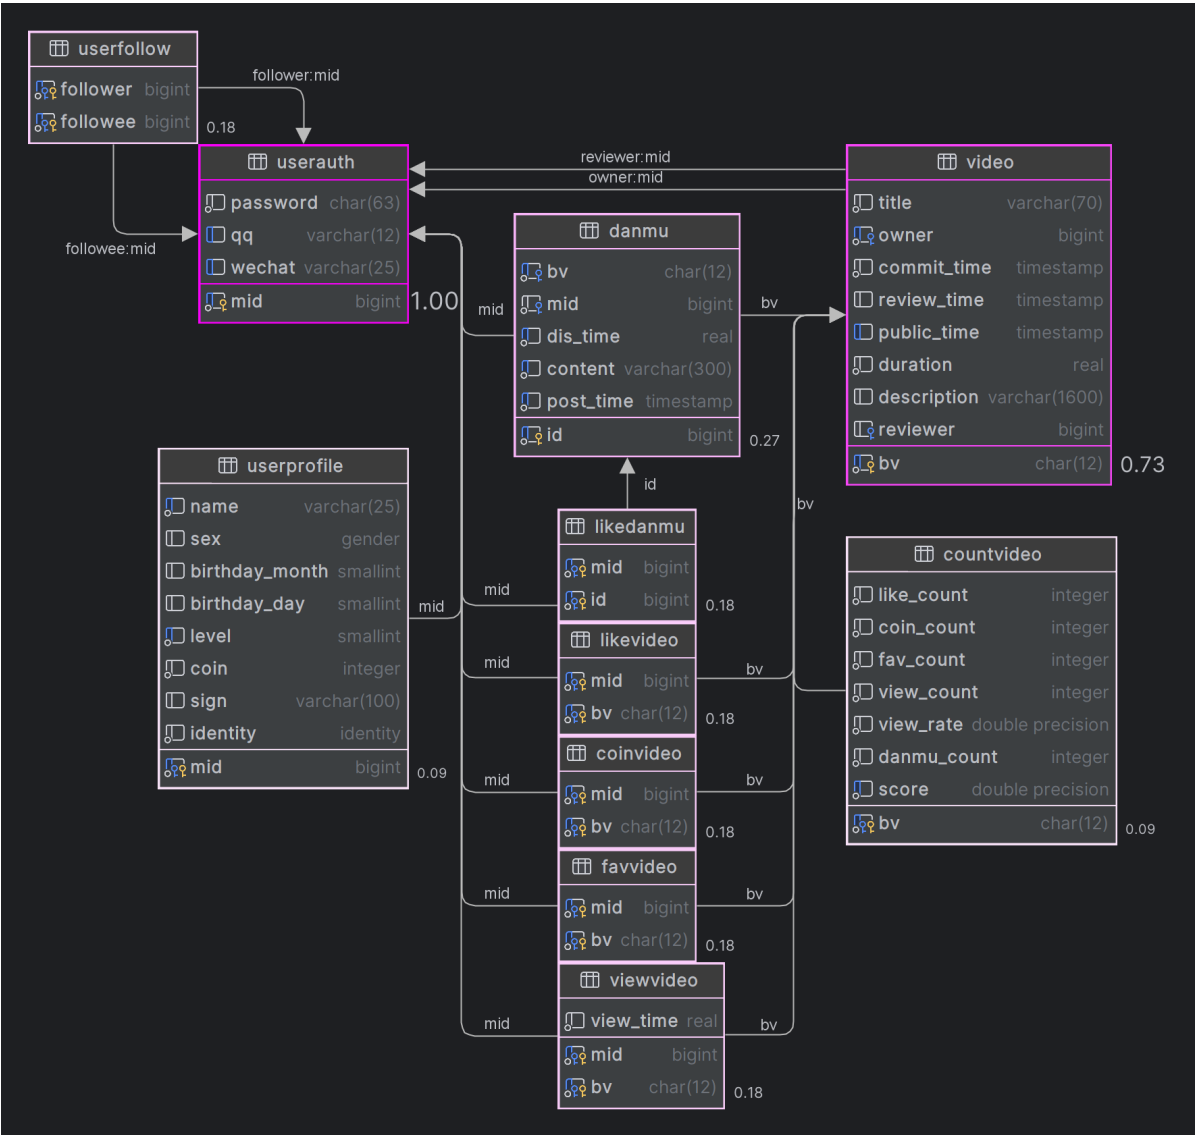 userfollow
follower bigint
followee bigint
0.18
follower:mid
followee:mid
userauth
password char(63)
qq varchar(12)
wechat varchar(25)
mid bigint
1.00
reviewer:mid
owner:mid
danmu
bv char(12)
mid bigint
dis_time real
content varchar(300)
post_time timestamp
id bigint
0.27
mid
bv
video
title varchar(70)
owner bigint
commit_time timestamp
review_time timestamp
public_time timestamp
duration real
description varchar(1600)
reviewer bigint
bv char(12)
0.73
userprofile
name varchar(25)
sex gender
birthday_month smallint
birthday_day smallint
level smallint
coin integer
sign varchar(100)
identity identity
mid bigint
0.09
mid
id
likedanmu
mid bigint
id bigint
0.18
mid
likevideo
mid bigint
bv char(12)
0.18
mid
bv
coinvideo
mid bigint
bv char(12)
0.18
mid
bv
favvideo
mid bigint
bv char(12)
0.18
mid
bv
viewvideo
view_time real
mid bigint
bv char(12)
0.18
mid
bv
bv
countvideo
like_count integer
coin_count integer
fav_count integer
view_count integer
view_rate double precision
danmu_count integer
score double precision
bv char(12)
0.09